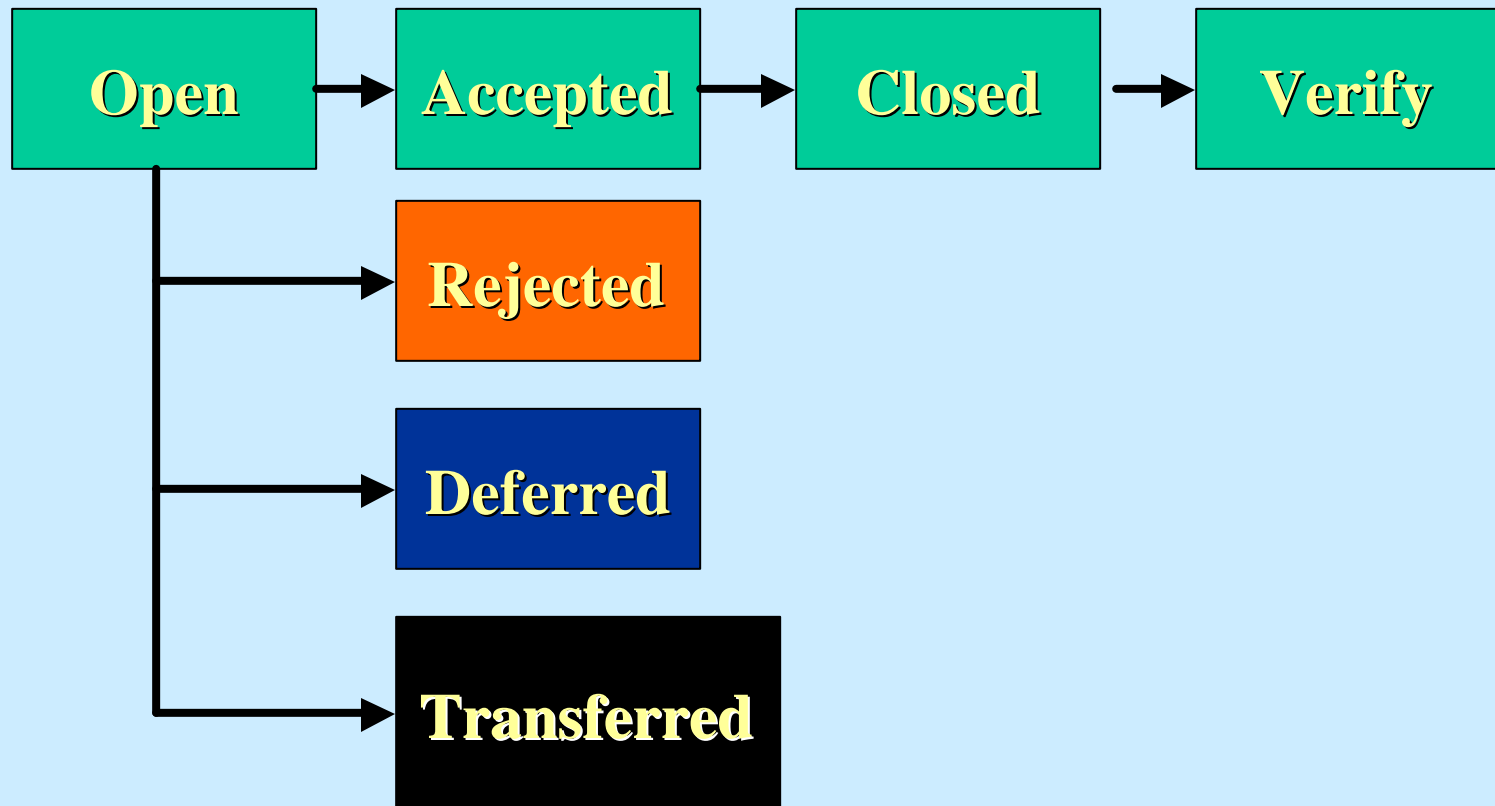 Open
Accepted
Closed
Verify
Rejected
Deferred
Transferred